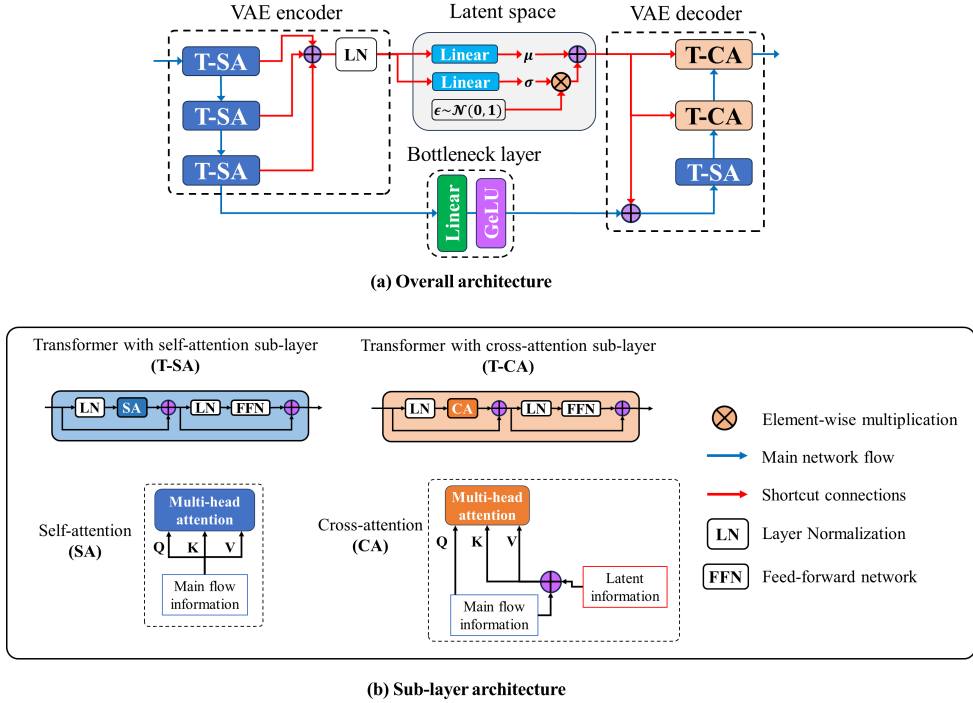 VAE encoder
Latent space
VAE decoder
T-SA
LN
Linear
μ
T-CA
T-SA
Linear
σ
ϵ~𝒩(0,1)
T-CA
T-SA
Bottleneck layer
T-SA
Linear
GeLU
(a) Overall architecture
Transformer with self-attention sub-layer
(T-SA)
Transformer with cross-attention sub-layer
(T-CA)
LN
SA
LN
FFN
LN
CA
LN
FFN
Element-wise multiplication
Main network flow
Shortcut connections
LN
Layer Normalization
FFN
Feed-forward network
Self-attention
(SA)
Multi-head
attention
Q
K
V
Main flow
information
Cross-attention
(CA)
Multi-head
attention
Q
K
V
Main flow
information
Latent
information
(b) Sub-layer architecture